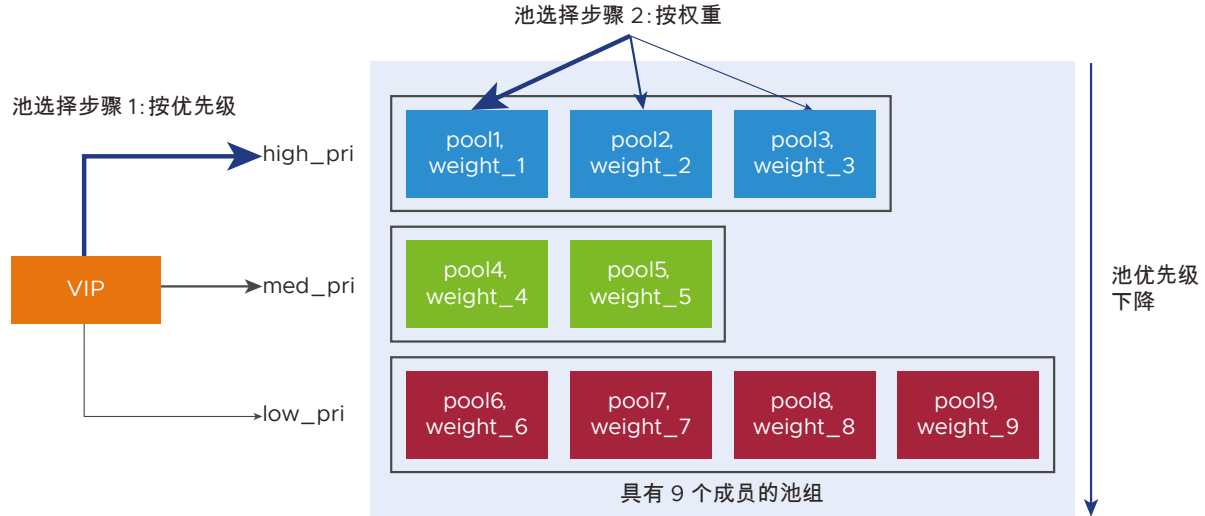 池选择步骤 2:按权重
池选择步骤 1:按优先级
high_pri
pool1,
weight_1
pool2,
weight_2
pool3,
weight_3
VIP
med_pri
pool4,
weight_4
pool5,
weight_5
池优先级
下降
low_pri
pool6,
weight_6
pool7,
weight_7
pool8,
weight_8
pool9,
weight_9
具有 9 个成员的池组